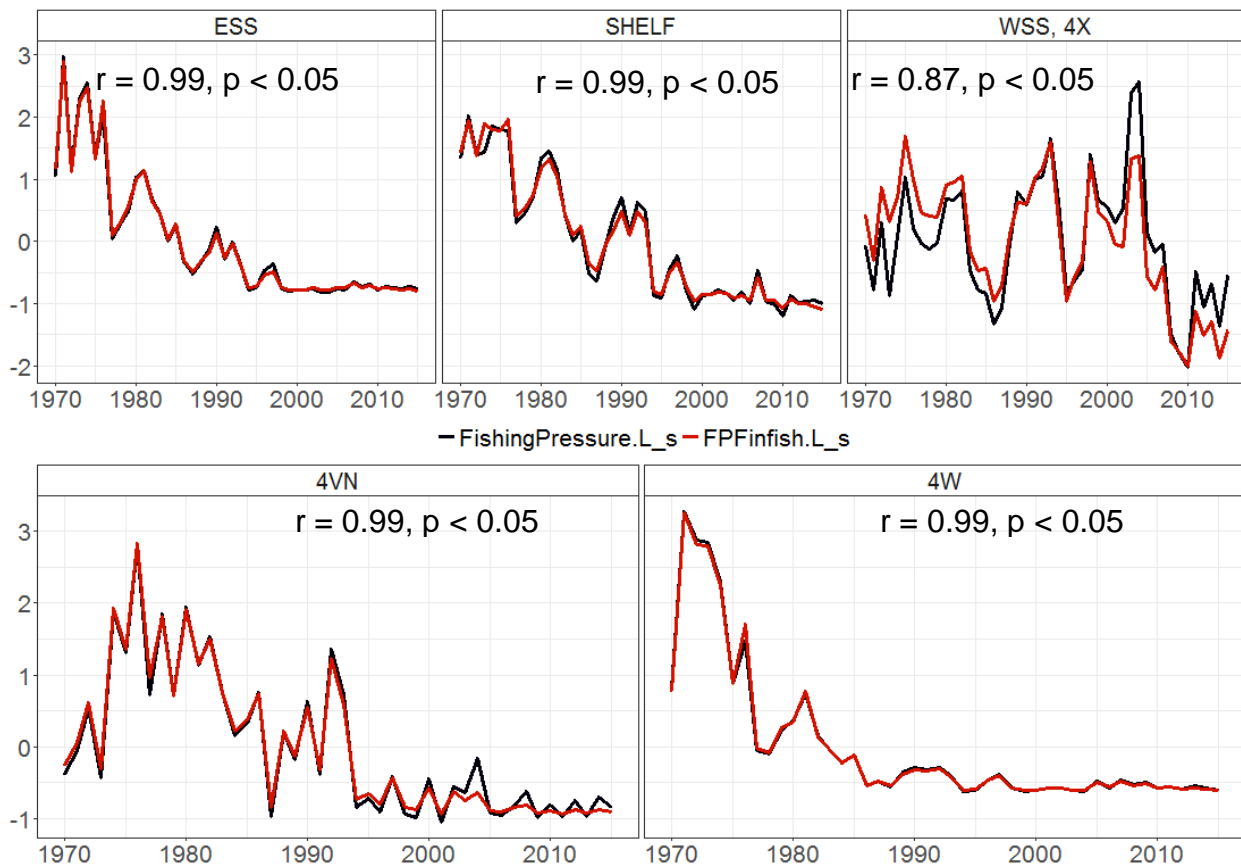 ESS SHELF WSS, 4X
r = 0.99, p < 0.05 r = 0.99, p < 0.05 r = 0.87, p < 0.05
3
2
1
0
-1
-2
1970 1980 1990 2000 2010 1970 1980 1990 2000 2010 1970 1980 1990 2000 2010
FishingPressure.L_s FPFinfish.L_s
4VN 4W
r = 0.99, p < 0.05 r = 0.99, p < 0.05
3
2
1
0
-1
1970 1980 1990 2000 2010 1970 1980 1990 2000 2010